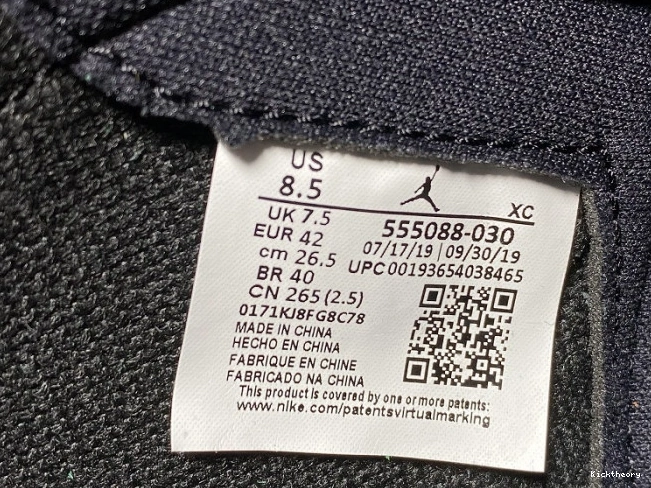 US
8.5
XC
UK 7.5
555088-030
EUR 42
07/17/19 | 09/30/19
cm 26.5
UPC00193654038465
BR 40
CN 265 (2.5)
0171KJ8FG8C78
MADE IN CHINA
HECHO EN CHINA
FABRIQUE EN CHINE
FABRICADO NA CHINA
This product is covered by one or more patents:
www.nike.com/patentsvirtualmarking
Kicktheory.